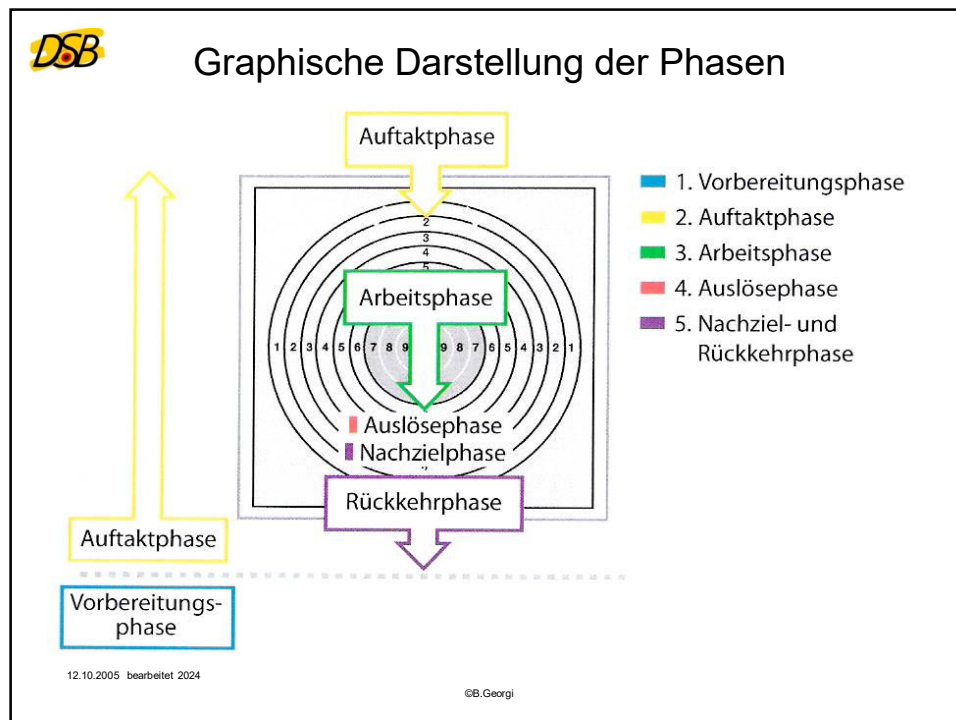 DSB
Graphische Darstellung der Phasen
Auftaktphase
1. Vorbereitungsphase
2. Auftaktphase
3. Arbeitsphase
4. Auslösephase
5. Nachziel- und
Rückkehrphase
2
3
4
5
Arbeitsphase
1 2 3 4 5 6 7 8 9 9 8 7 6 5 4 3 2 1
Auslösephase
Nachzielphase
Rückkehrphase
Auftaktphase
Vorbereitungs-
phase
12.10.2005 bearbeitet 2024
©B.Georgi